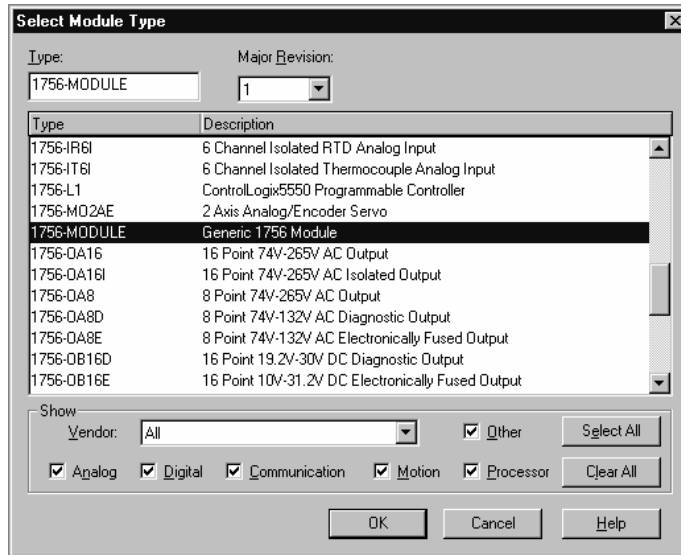 Select Module Type
Type:
Major Revision:
1756-MODULE
1
Type Description
1756-IR6I 6 Channel Isolated RTD Analog Input
1756-IT6I 6 Channel Isolated Thermocouple Analog Input
1756-L1 ControlLogix5550 Programmable Controller
1756-M02AE 2 Axis Analog/Encoder Servo
1756-MODULE Generic 1756 Module
1756-OA16 16 Point 74V-265V AC Output
1756-OA16I 16 Point 74V-265V AC Isolated Output
1756-OA8 8 Point 74V-265V AC Output
1756-OA8D 8 Point 74V-132V AC Diagnostic Output
1756-OA8E 8 Point 74V-132V AC Electronically Fused Output
1756-OB16D 16 Point 19.2V-30V DC Diagnostic Output
1756-OB16E 16 Point 10V-31.2V DC Electronically Fused Output
Show
Vendor: All Other Select All
Analog Digital Communication Motion Processor Clear All
OK Cancel Help